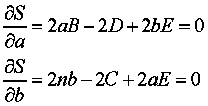 ∂S/∂a = 2aB − 2D + 2bE = 0
∂S/∂b = 2nb − 2C + 2aE = 0